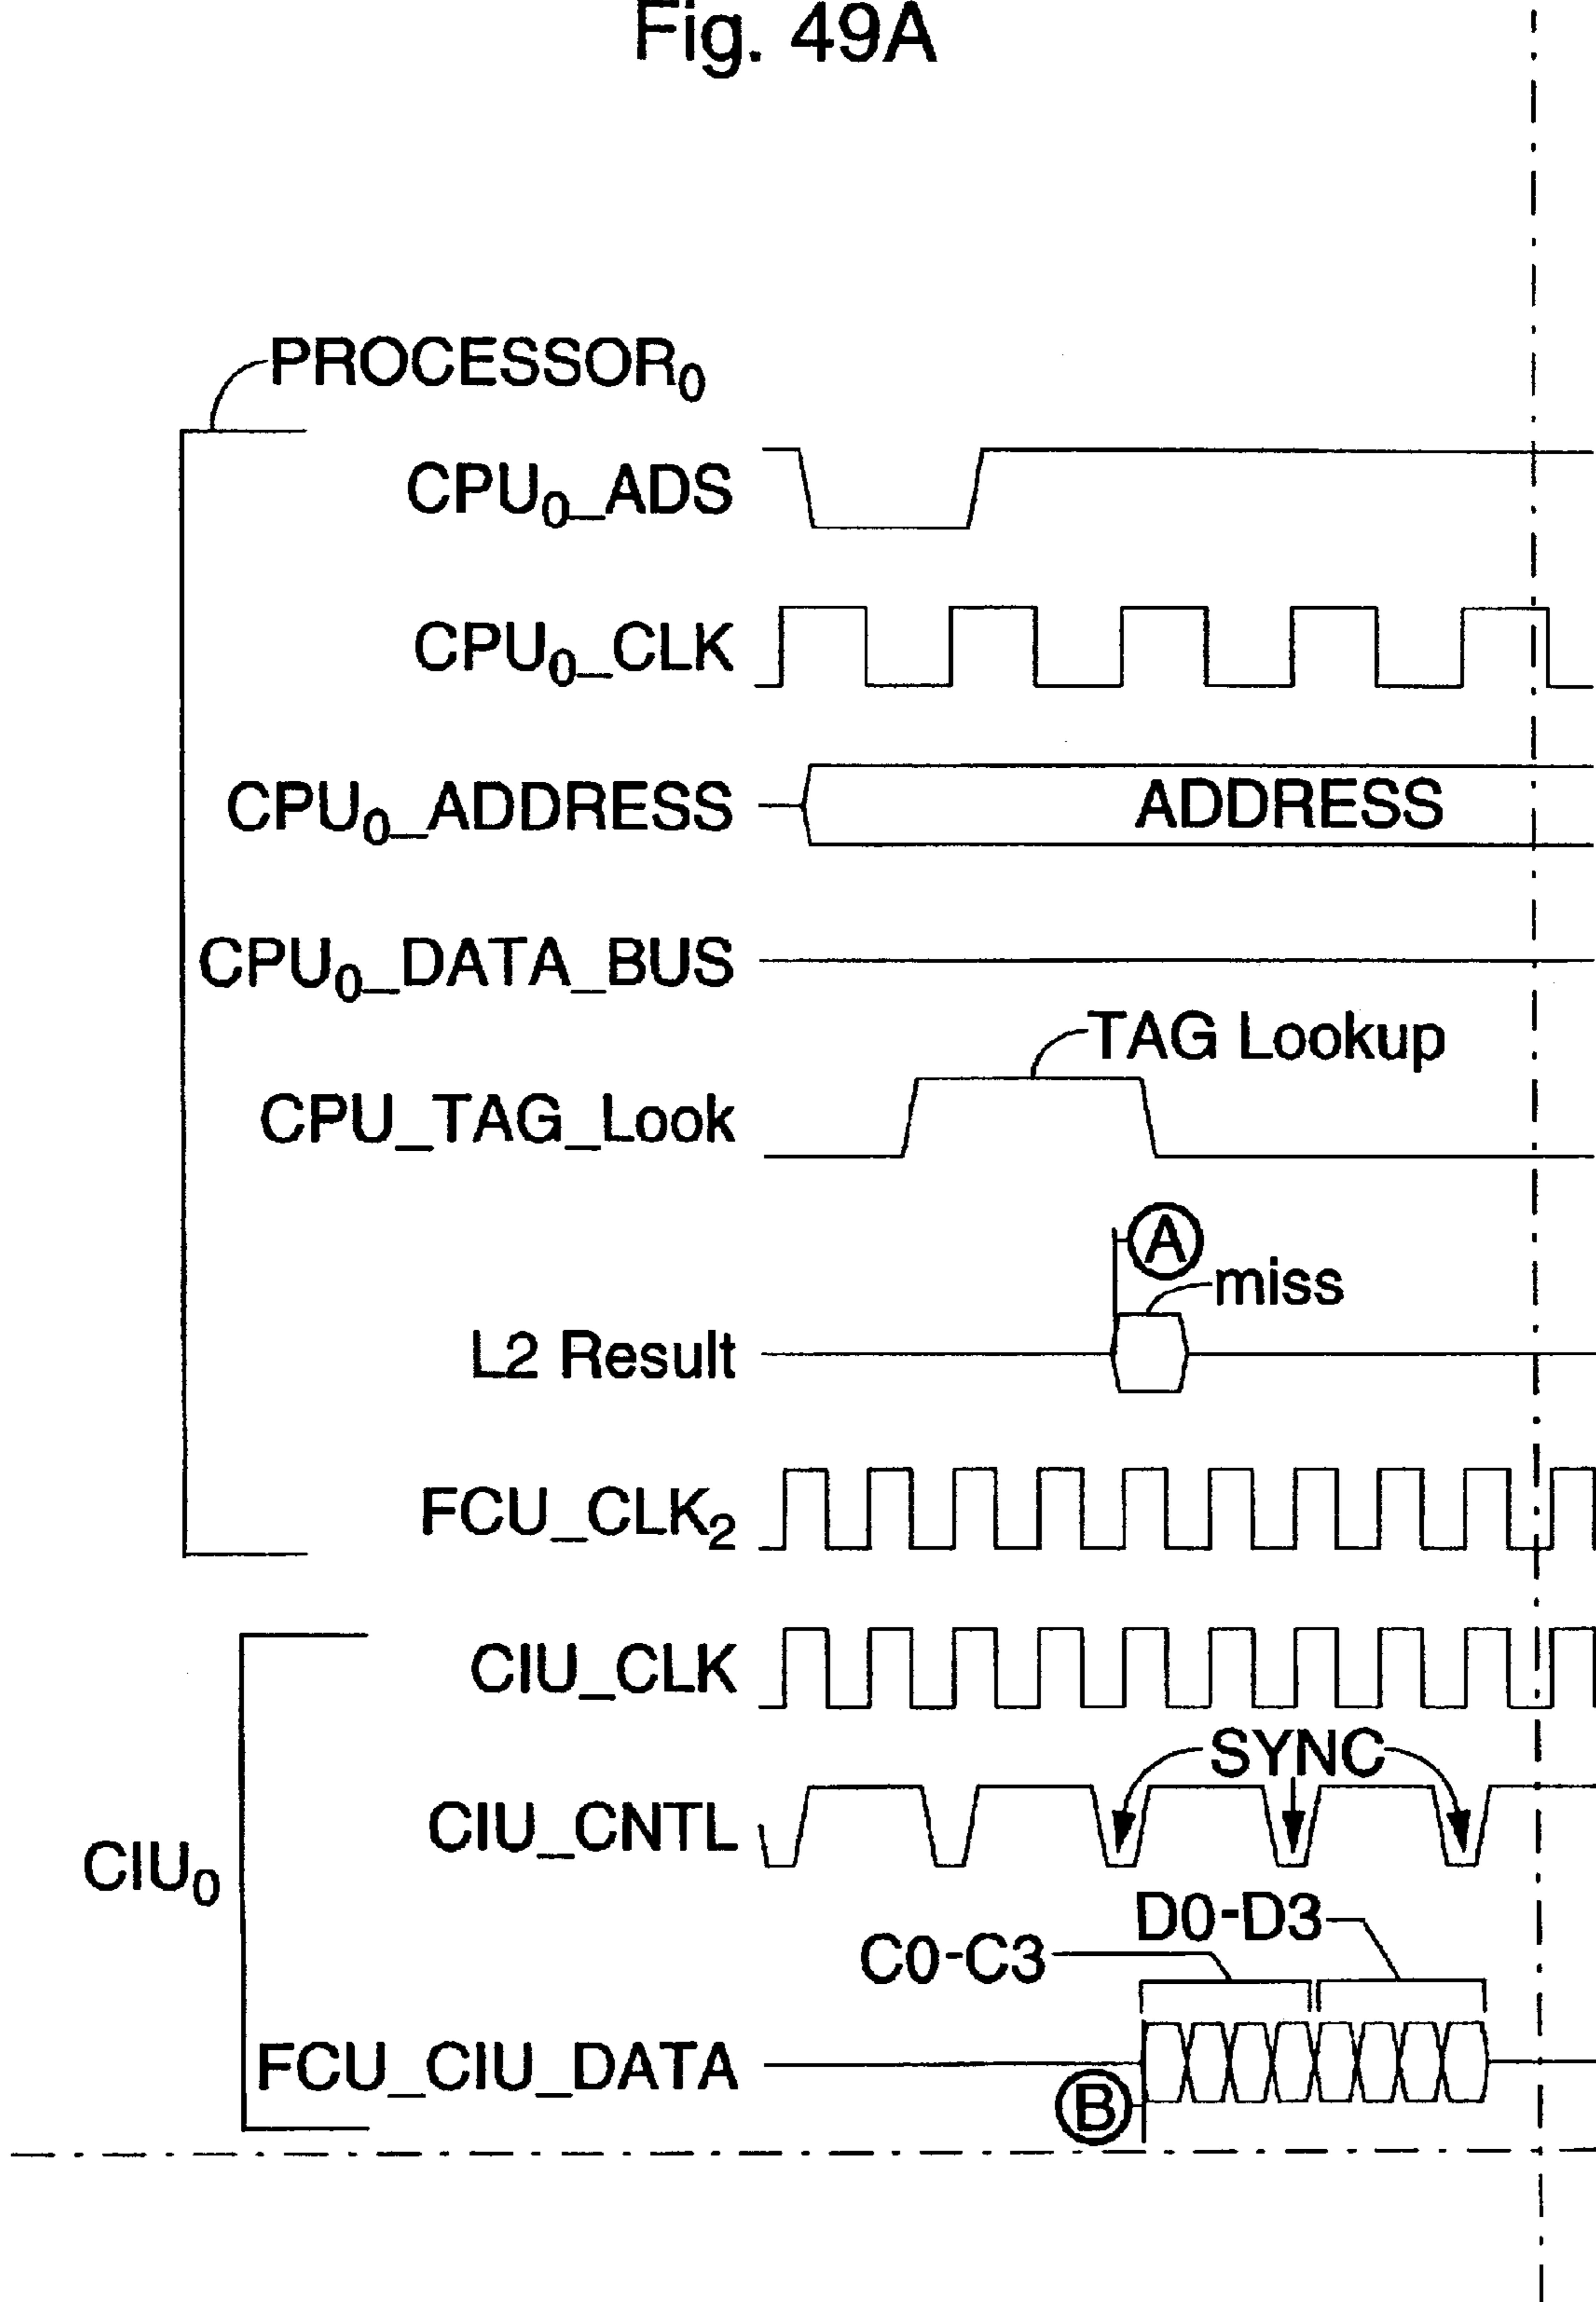 Fig. 49A
PROCESSOR₀
CPU₀_ADS
CPU₀_CLK
CPU₀_ADDRESS
ADDRESS
CPU₀_DATA_BUS
TAG Lookup
CPU_TAG_Look
A
miss
L2 Result
FCU_CLK₂
CIU_CLK
SYNC
CIU_CNTL
CIU₀
D0-D3
C0-C3
FCU_CIU_DATA
B